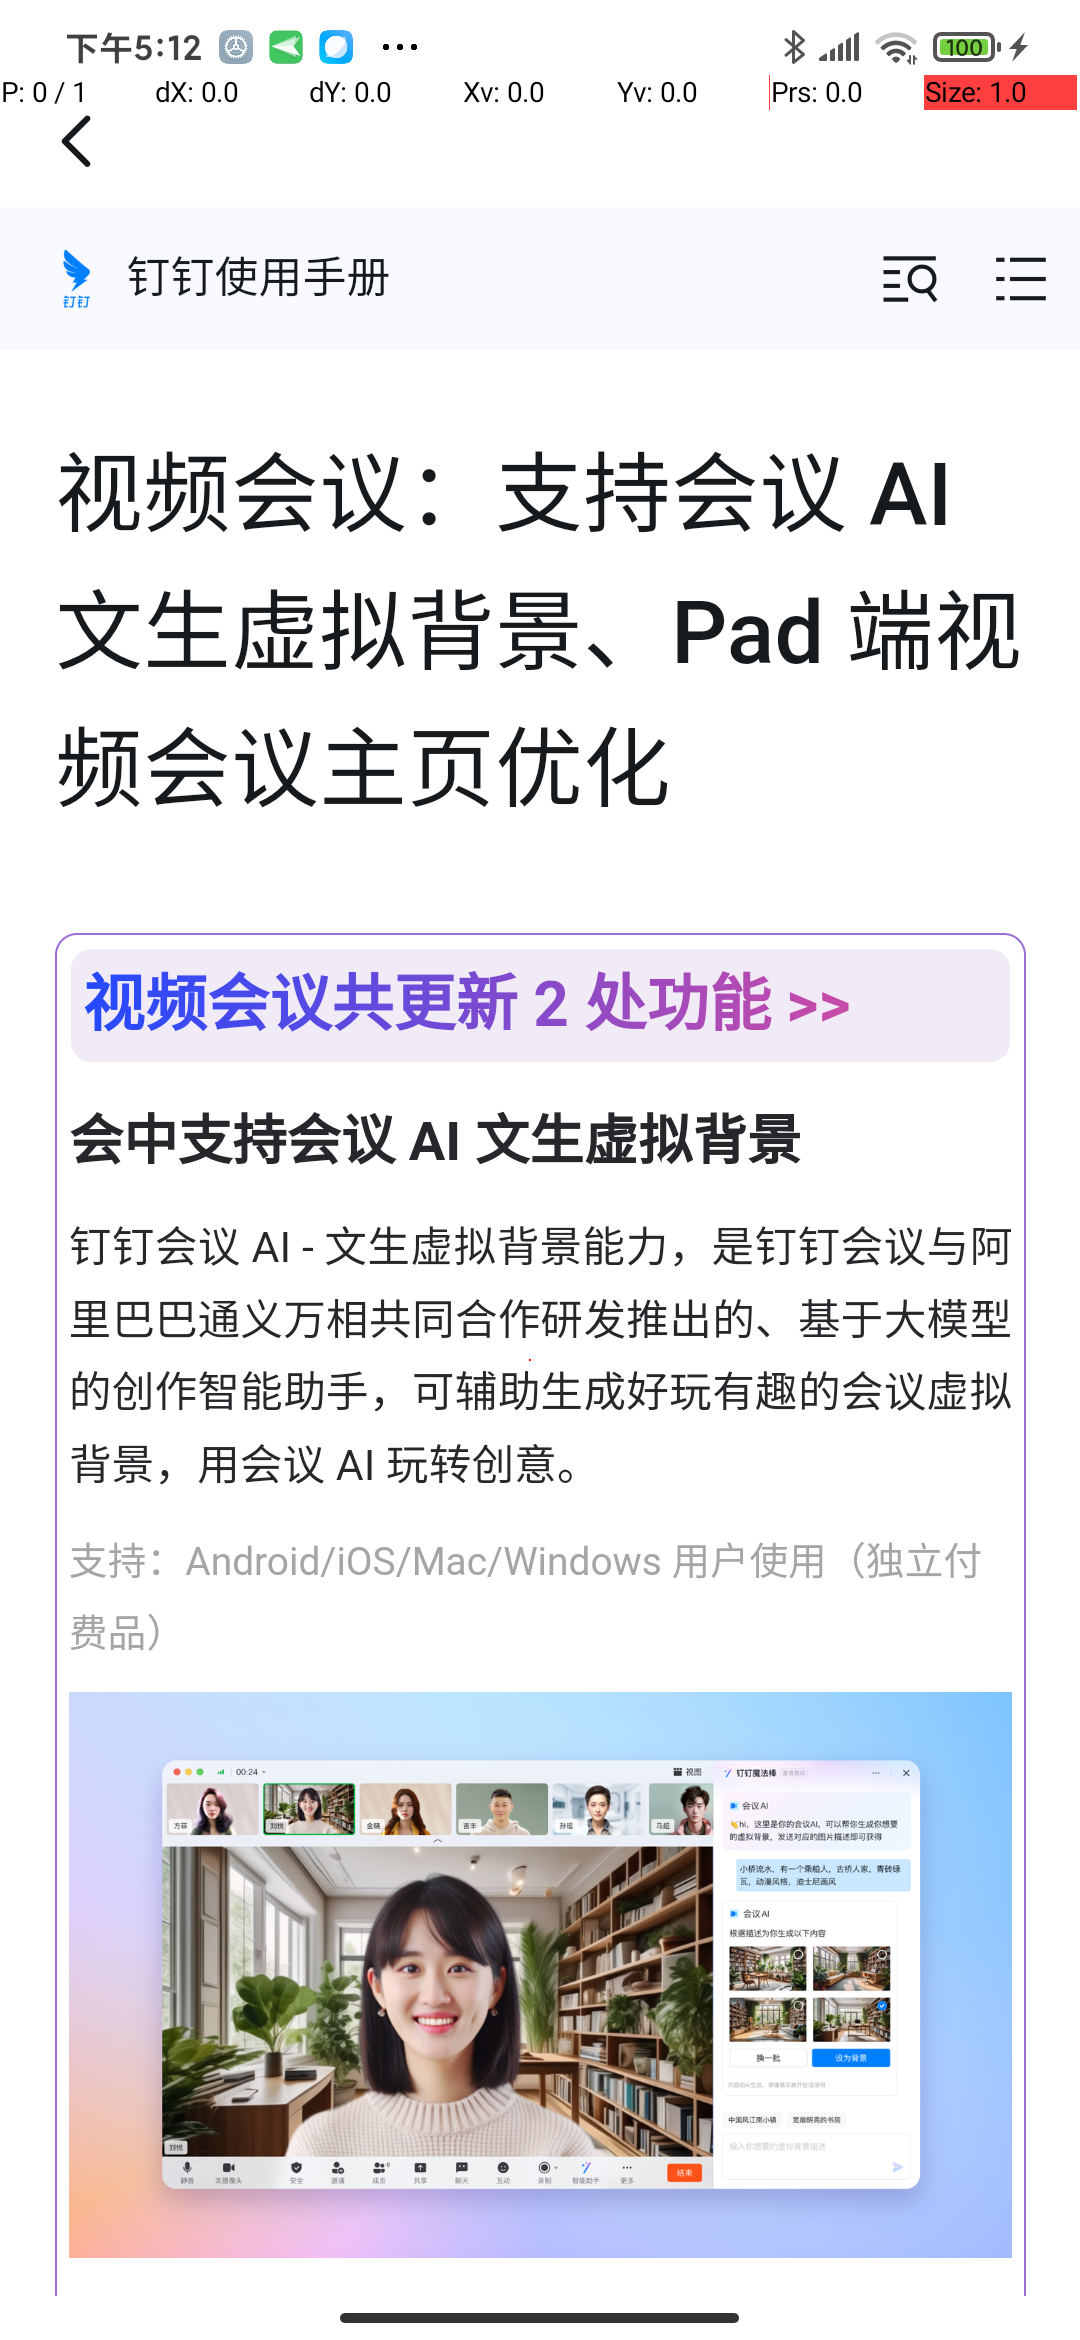 下午5:12
100
P: 0 / 1 dX: 0.0 dY: 0.0 Xv: 0.0 Yv: 0.0 Prs: 0.0 Size: 1.0
钉钉
钉钉使用手册
视频会议：支持会议 AI
文生虚拟背景、Pad 端视
频会议主页优化
视频会议共更新 2 处功能 >>
会中支持会议 AI 文生虚拟背景
钉钉会议 AI - 文生虚拟背景能力，是钉钉会议与阿
里巴巴通义万相共同合作研发推出的、基于大模型
的创作智能助手，可辅助生成好玩有趣的会议虚拟
背景，用会议 AI 玩转创意。
支持：Android/iOS/Mac/Windows 用户使用（独立付
费品）
00:24
视图
方菲 刘悦 金晓 吉丰 孙瑶 马超
刘悦
静音 关摄像头 安全 邀请 成员 6 共享 聊天 互动 录制 智能助手 更多 结束
钉钉魔法棒
会议AI
hi，这里是你的会议AI，可以帮你生成你想要
的虚拟背景，发送对应的图片描述即可获得
小桥流水，有一个乘船人，古桥人家，青砖绿
瓦，动漫风格，迪士尼画风
会议AI
根据描述为你生成以下内容
换一批 设为背景
中国风江南小镇 宽敞明亮的书房
输入你想要的虚拟背景描述